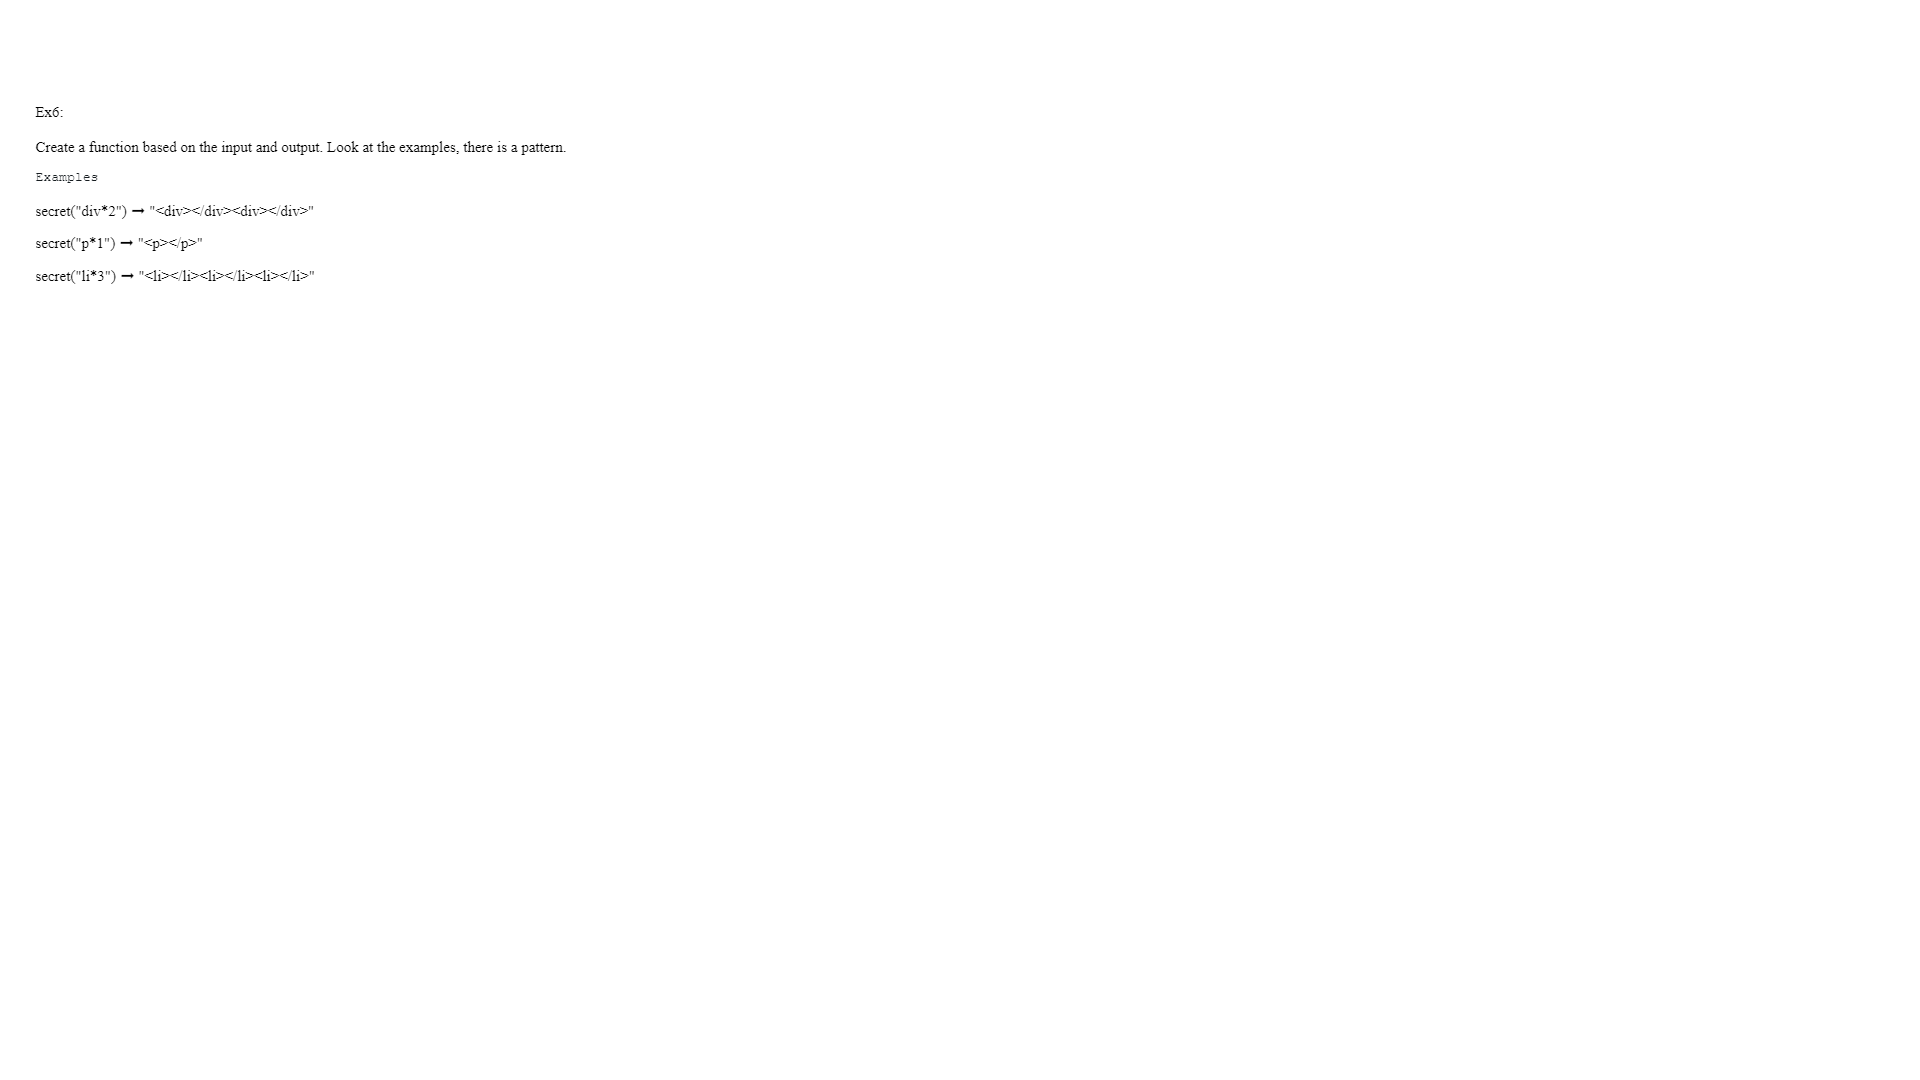 Ex6:
Create a function based on the input and output. Look at the examples, there is a pattern.
Examples
secret("div*2") ➞ "<div></div><div></div>"
secret("p*1") ➞ "<p></p>"
secret("li*3") ➞ "<li></li><li></li><li></li>"